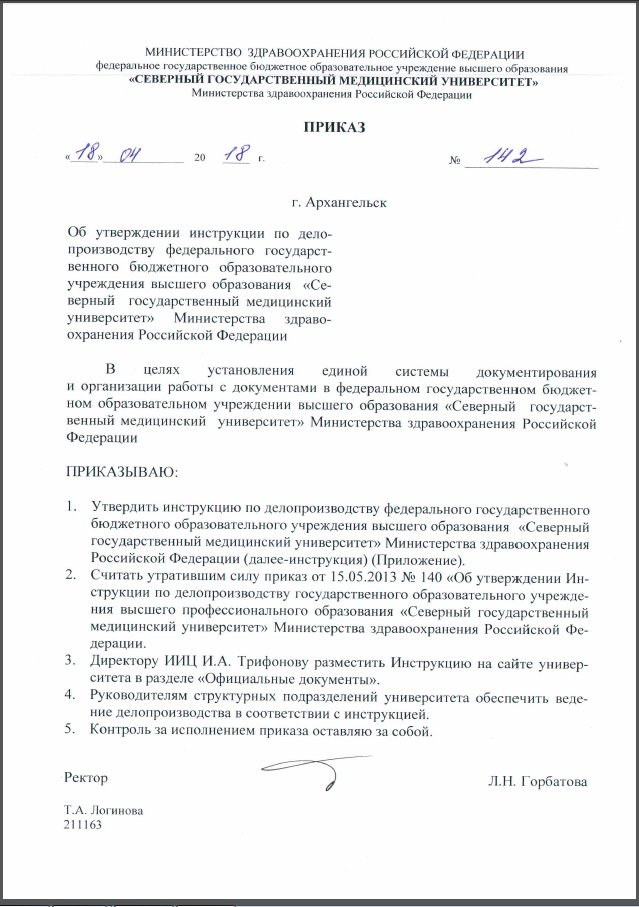 МИНИСТЕРСТВО ЗДРАВООХРАНЕНИЯ РОССИЙСКОЙ ФЕДЕРАЦИИ
федеральное государственное бюджетное образовательное учреждение высшего образования
«СЕВЕРНЫЙ ГОСУДАРСТВЕННЫЙ МЕДИЦИНСКИЙ УНИВЕРСИТЕТ»
Министерства здравоохранения Российской Федерации
ПРИКАЗ
«18» 04 20 18 г. № 142
г. Архангельск
Об утверждении инструкции по дело-
производству федерального государст-
венного бюджетного образовательного
учреждения высшего образования «Се-
верный государственный медицинский
университет» Министерства здраво-
охранения Российской Федерации
В целях установления единой системы документирования
и организации работы с документами в федеральном государственном бюджет-
ном образовательном учреждении высшего образования «Северный государст-
венный медицинский университет» Министерства здравоохранения Российской
Федерации
ПРИКАЗЫВАЮ:
1. Утвердить инструкцию по делопроизводству федерального государственного
бюджетного образовательного учреждения высшего образования «Северный
государственный медицинский университет» Министерства здравоохранения
Российской Федерации (далее-инструкция) (Приложение).
2. Считать утратившим силу приказ от 15.05.2013 № 140 «Об утверждении Ин-
струкции по делопроизводству государственного образовательного учрежде-
ния высшего профессионального образования «Северный государственный
медицинский университет» Министерства здравоохранения Российской Фе-
дерации.
3. Директору ИИЦ И.А. Трифонову разместить Инструкцию на сайте универ-
ситета в разделе «Официальные документы».
4. Руководителям структурных подразделений университета обеспечить веде-
ние делопроизводства в соответствии с инструкцией.
5. Контроль за исполнением приказа оставляю за собой.
Ректор Л.Н. Горбатова
Т.А. Логинова
211163